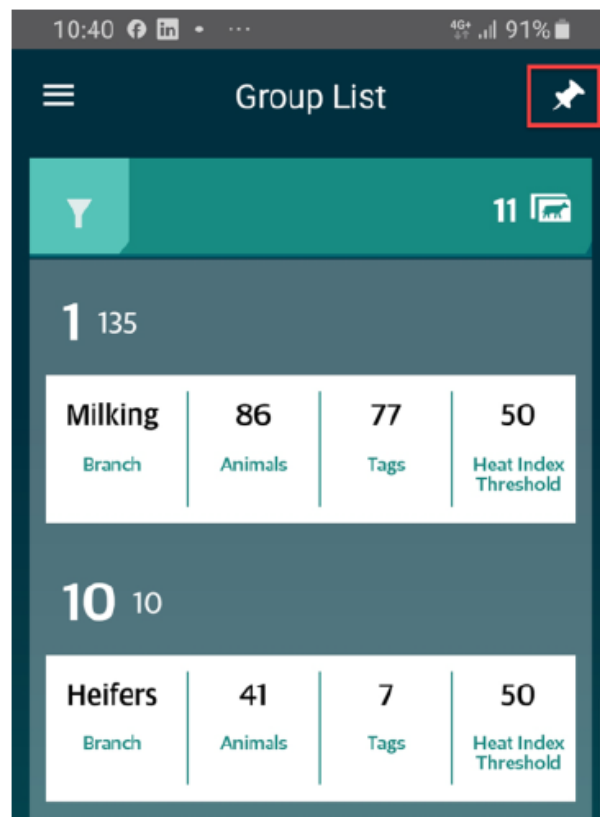 10:40 4G+ 91%
Group List
11
1 135
Milking 86 77 50
Branch Animals Tags Heat Index
Threshold
10 10
Heifers 41 7 50
Branch Animals Tags Heat Index
Threshold